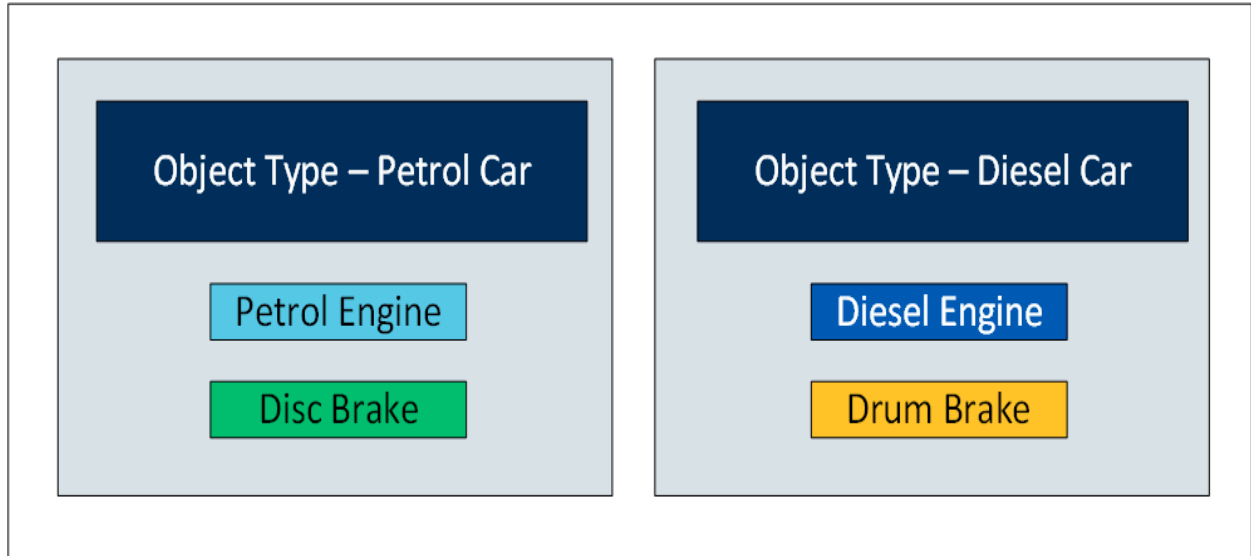 Object Type – Petrol Car
Petrol Engine
Disc Brake
Object Type – Diesel Car
Diesel Engine
Drum Brake